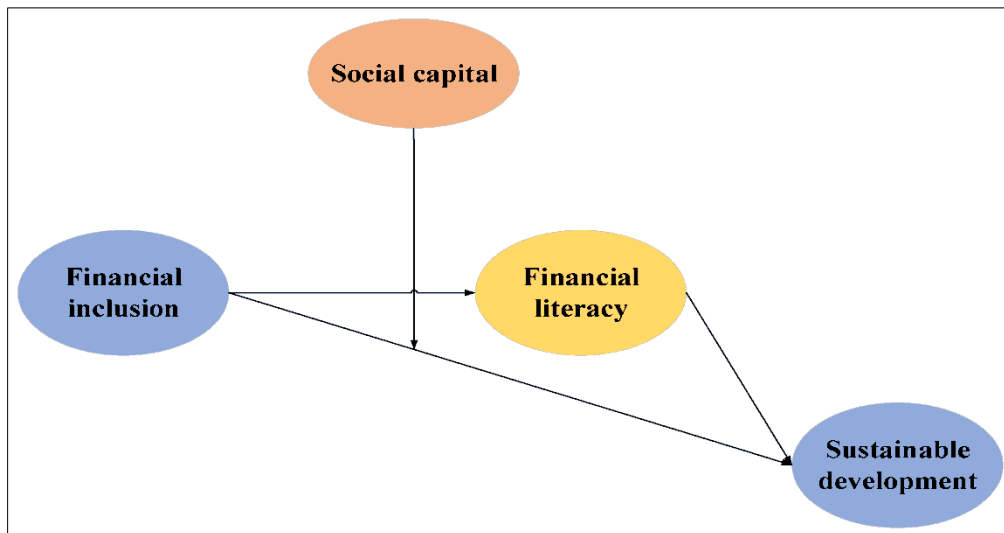 Social capital
Financial
inclusion
Financial
literacy
Sustainable
development